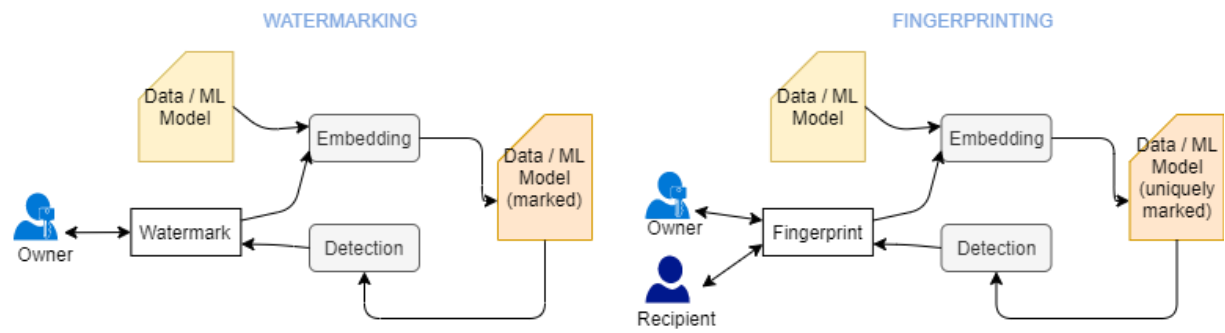 WATERMARKING
Data / ML
Model
Embedding
Data / ML
Model
(marked)
Owner
Watermark
Detection
FINGERPRINTING
Data / ML
Model
Embedding
Data / ML
Model
(uniquely
marked)
Owner
Fingerprint
Detection
Recipient